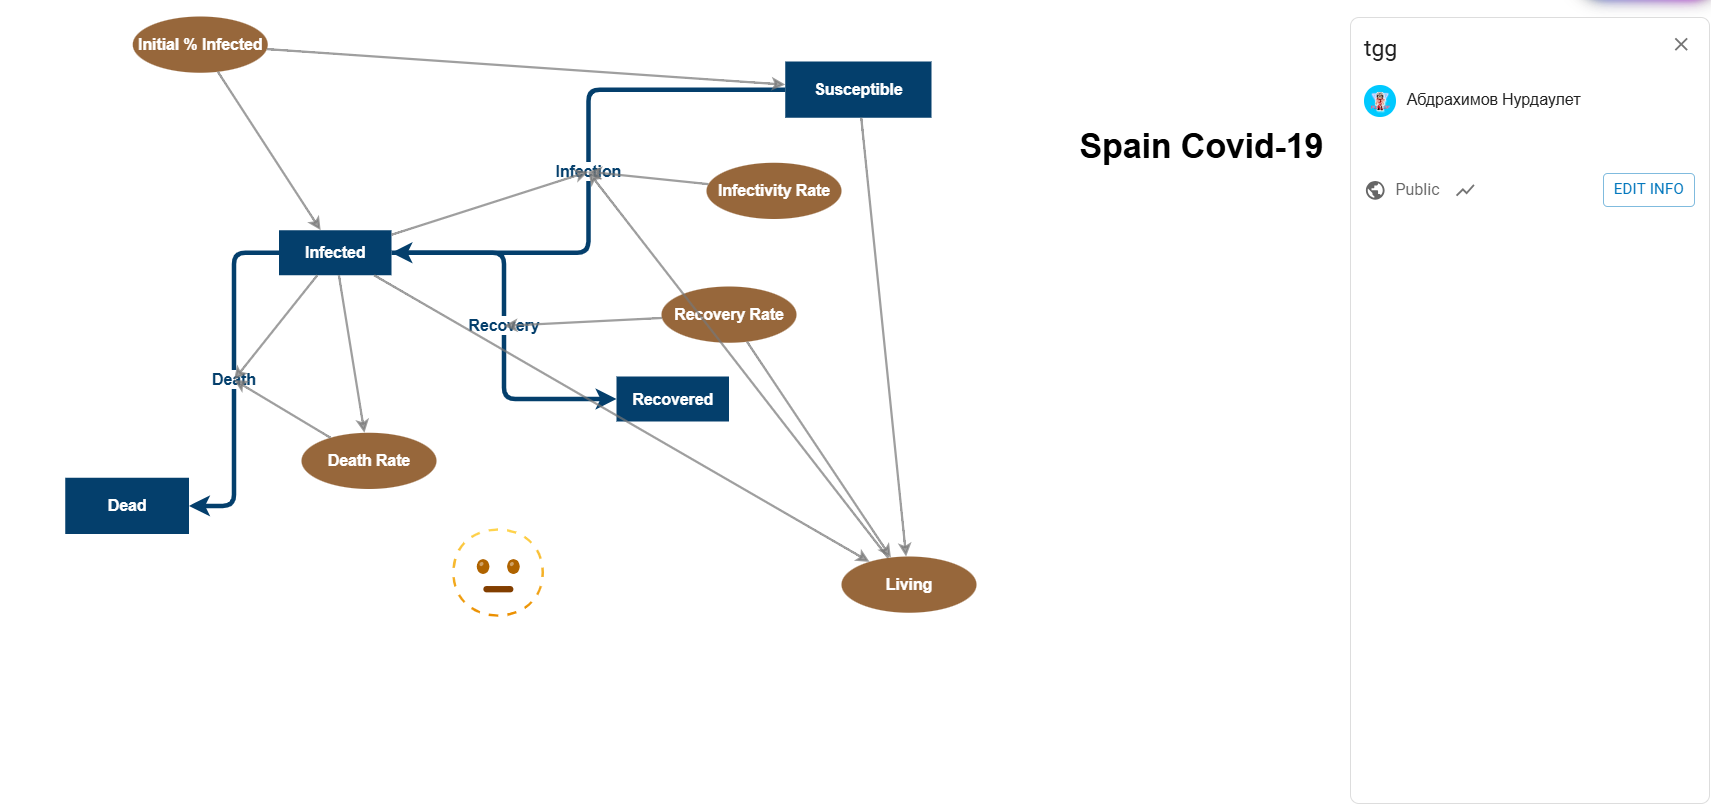 Initial % Infected
Susceptible
Spain Covid-19
Infection
Infectivity Rate
Infected
Recovery Rate
Recovery
Death
Recovered
Death Rate
Dead
Living
tgg
Абдрахимов Нурдаулет
Public
EDIT INFO